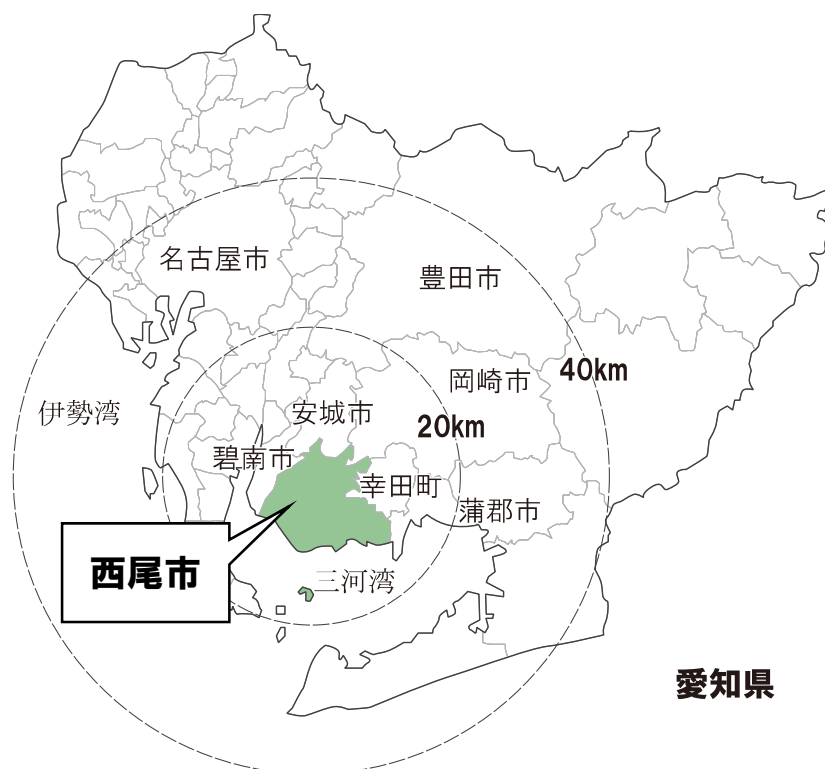 名古屋市
豊田市
40km
岡崎市
伊勢湾
安城市
20km
碧南市
幸田町
蒲郡市
西尾市
三河湾
愛知県